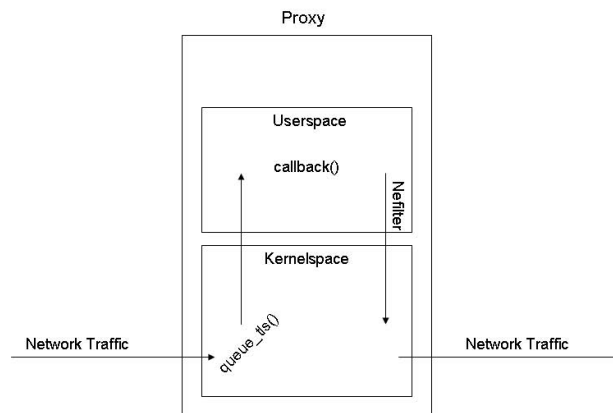 Proxy
Userspace
callback()
Nefilter
Kernelspace
queue_tls()
Network Traffic
Network Traffic